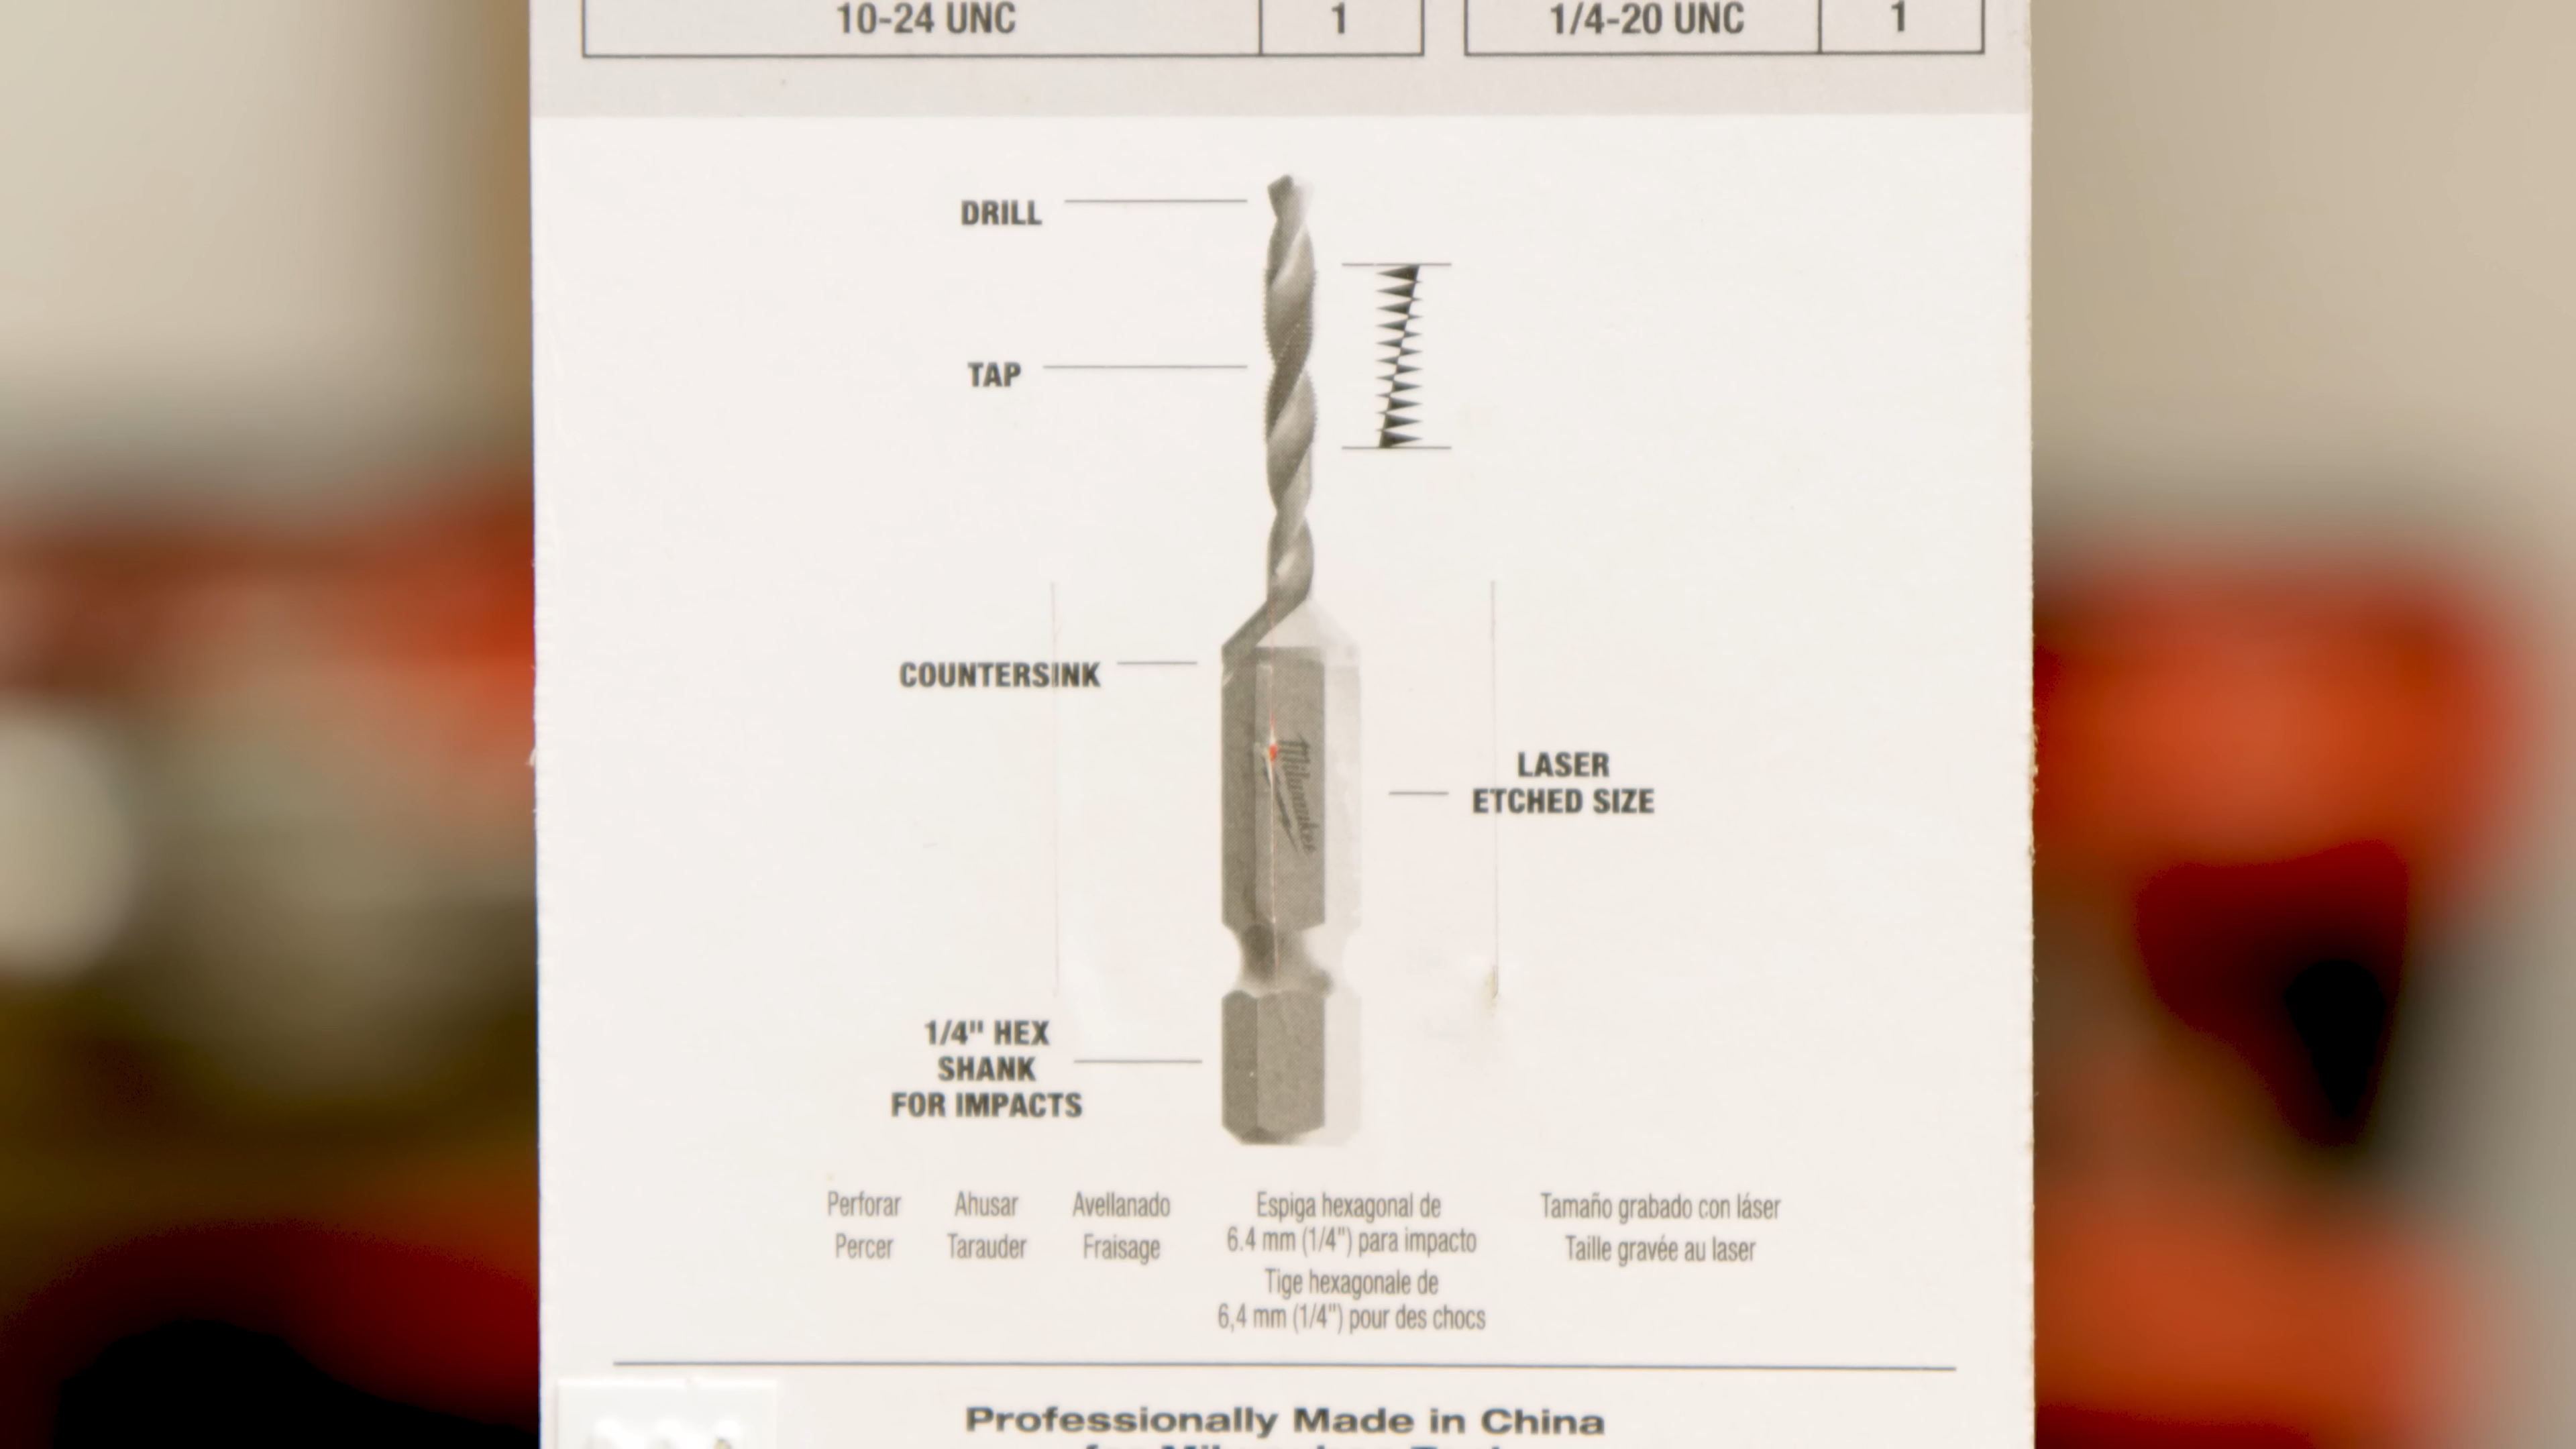 10-24 UNC 1 1/4-20 UNC 1
DRILL
TAP
COUNTERSINK
Milwaukee
LASER
ETCHED SIZE
1/4" HEX
SHANK
FOR IMPACTS
Perforar Ahusar Avellanado Espiga hexagonal de Tamaño grabado con láser
6.4 mm (1/4") para impacto
Percer Tarauder Fraisage Taille gravée au laser
Tige hexagonale de
6,4 mm (1/4") pour des chocs
Professionally Made in China